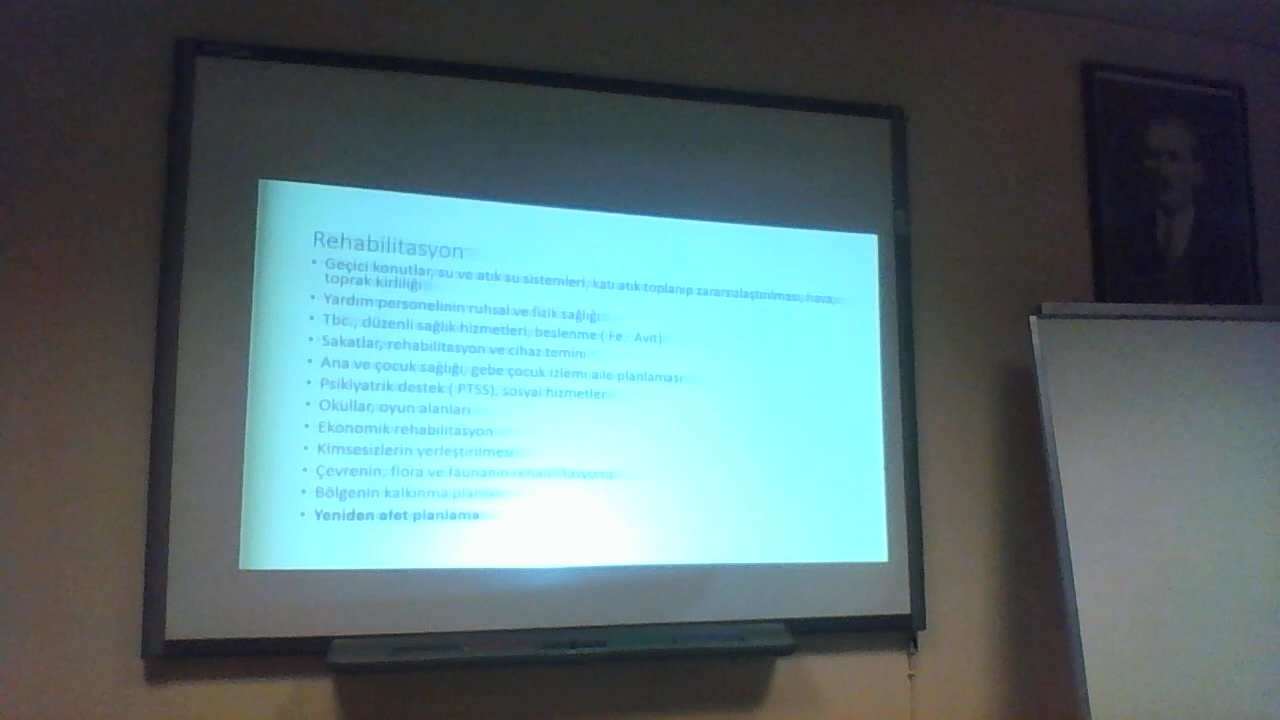 Rehabilitasyon
• Geçici konutlar, su ve atık su sistemleri, katı atık toplanıp zararsızlaştırılması, hava,
toprak kirliliği
• Yardım personelinin ruhsal ve fizik sağlığı
• Tbc., düzenli sağlık hizmetleri, beslenme ( Fe, Avit)
• Sakatlar, rehabilitasyon ve cihaz temini
• Ana ve çocuk sağlığı, gebe,çocuk izlemi,aile planlaması
• Psikiyatrik destek ( PTSS), sosyal hizmetler
• Okullar, oyun alanları
• Ekonomik rehabilitasyon
• Kimsesizlerin yerleştirilmesi
• Çevrenin, flora ve faunanın rehabilitasyonu
• Bölgenin kalkınma planları
• Yeniden afet planlama